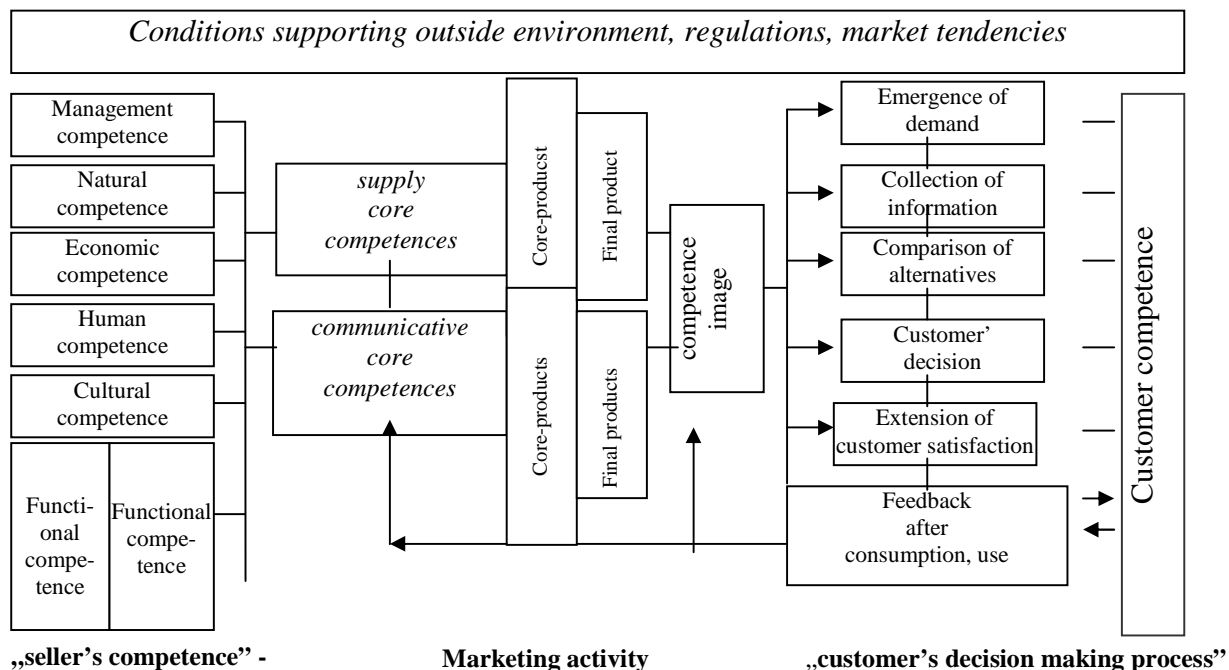 Conditions supporting outside environment, regulations, market tendencies
Management
competence
Natural
competence
Economic
competence
Human
competence
Cultural
competence
Functi-
onal
compe-
tence
Functional
compe-
tence
supply
core
competences
communicative
core
competences
Core-producst
Final product
Core-products
Final products
competence
image
Emergence of
demand
Collection of
information
Comparison of
alternatives
Customer’
decision
Extension of
customer satisfaction
Feedback
after
consumption, use
Customer competence
„seller’s competence” -
Marketing activity
„customer’s decision making process”